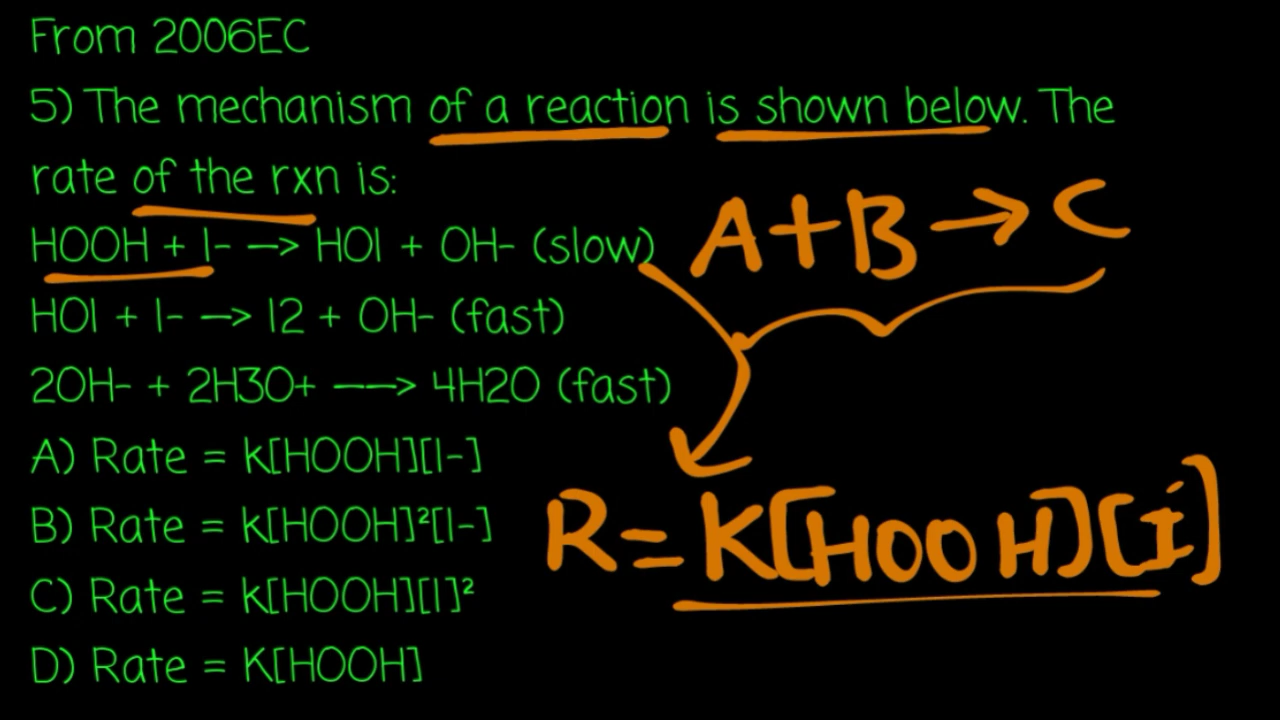 From 2006EC
5) The mechanism of a reaction is shown below. The
rate of the rxn is:
A+B→C
HOOH + I- —> HOI + OH- (slow)
HOI + I- —> I2 + OH- (fast)
2OH- + 2H3O+ ——> 4H2O (fast)
A) Rate = k[HOOH][I-]
R=K[HOOH][I-]
B) Rate = k[HOOH]²[I-]
C) Rate = k[HOOH][I]²
D) Rate = K[HOOH]